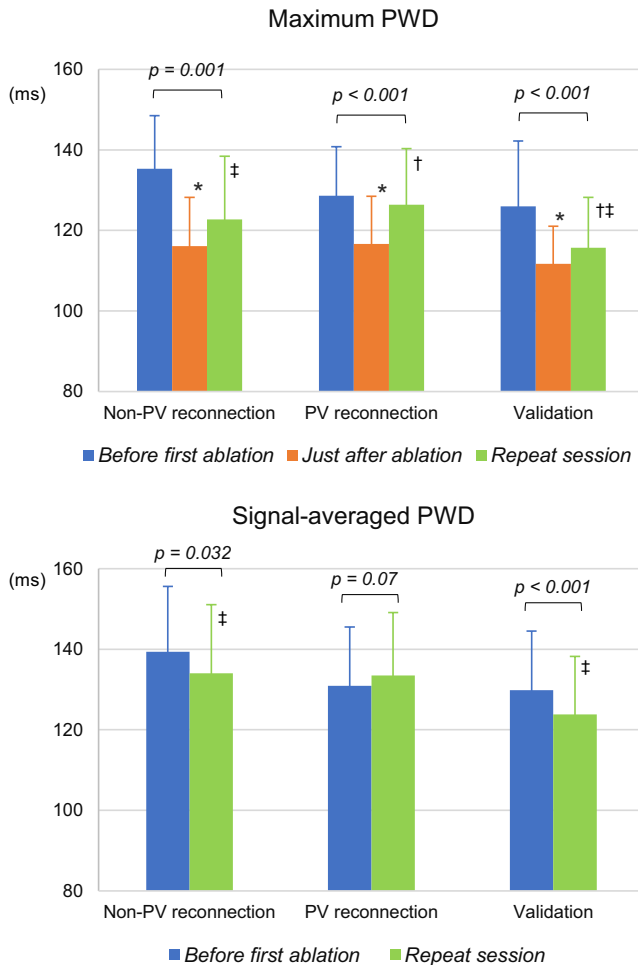 Maximum PWD
(ms)
160
140
120
100
80
p = 0.001
p < 0.001
p < 0.001
* ‡
* †
* †‡
Non-PV reconnection PV reconnection Validation
Before first ablation Just after ablation Repeat session
Signal-averaged PWD
(ms)
160
140
120
100
80
p = 0.032
p = 0.07
p < 0.001
‡
‡
Non-PV reconnection PV reconnection Validation
Before first ablation Repeat session